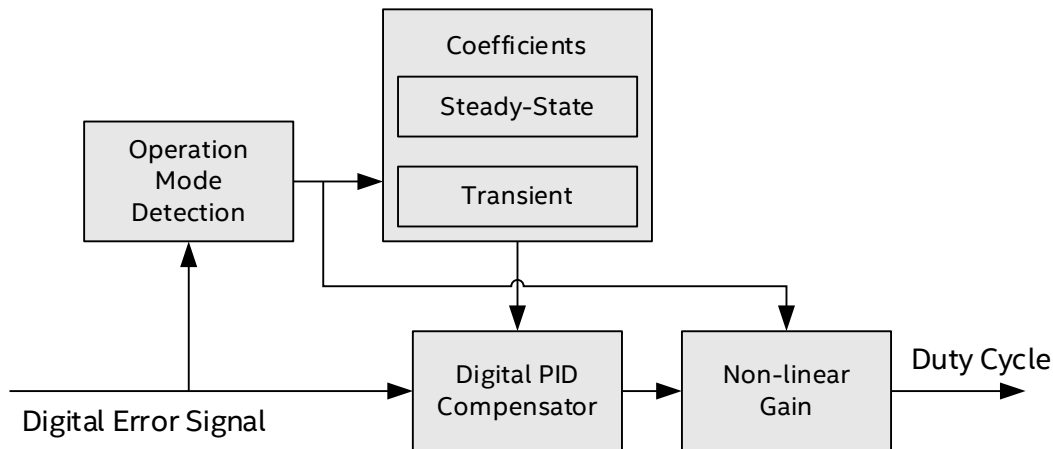 Coefficients
Steady-State
Operation
Mode
Detection
Transient
Digital PID
Compensator
Non-linear
Gain
Duty Cycle
Digital Error Signal